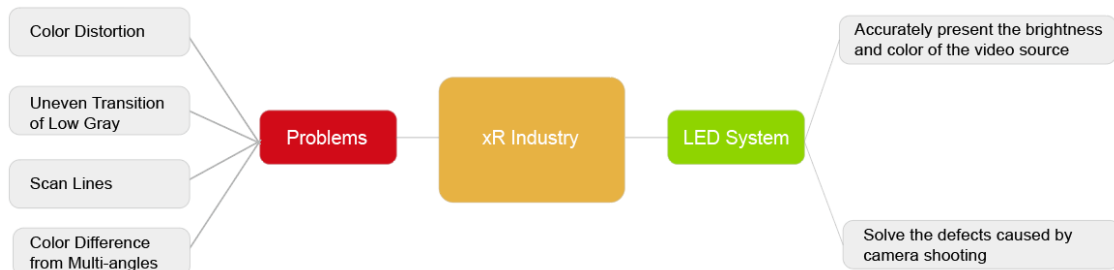 Color Distortion
Uneven Transition
of Low Gray
Scan Lines
Color Difference
from Multi-angles
Problems
xR Industry
LED System
Accurately present the brightness
and color of the video source
Solve the defects caused by
camera shooting